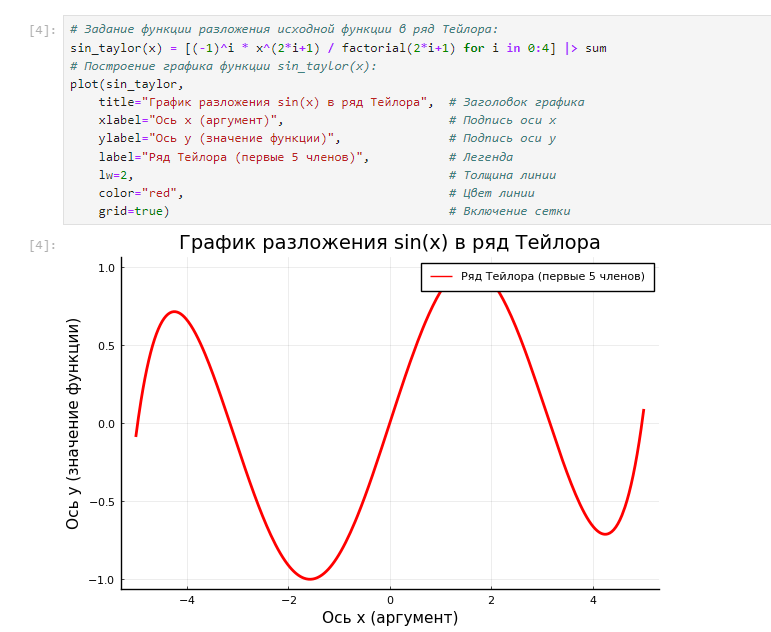 [4]:
# Задание функции разложения исходной функции в ряд Тейлора:
sin_taylor(x) = [(-1)^i * x^(2*i+1) / factorial(2*i+1) for i in 0:4] |> sum
# Построение графика функции sin_taylor(x):
plot(sin_taylor,
    title="График разложения sin(x) в ряд Тейлора",  # Заголовок графика
    xlabel="Ось x (аргумент)",                       # Подпись оси x
    ylabel="Ось y (значение функции)",               # Подпись оси y
    label="Ряд Тейлора (первые 5 членов)",           # Легенда
    lw=2,                                            # Толщина линии
    color="red",                                     # Цвет линии
    grid=true)                                       # Включение сетки
[4]:
График разложения sin(x) в ряд Тейлора
Ряд Тейлора (первые 5 членов)
Ось y (значение функции)
1.0
0.5
0.0
−0.5
−1.0
−4 −2 0 2 4
Ось x (аргумент)